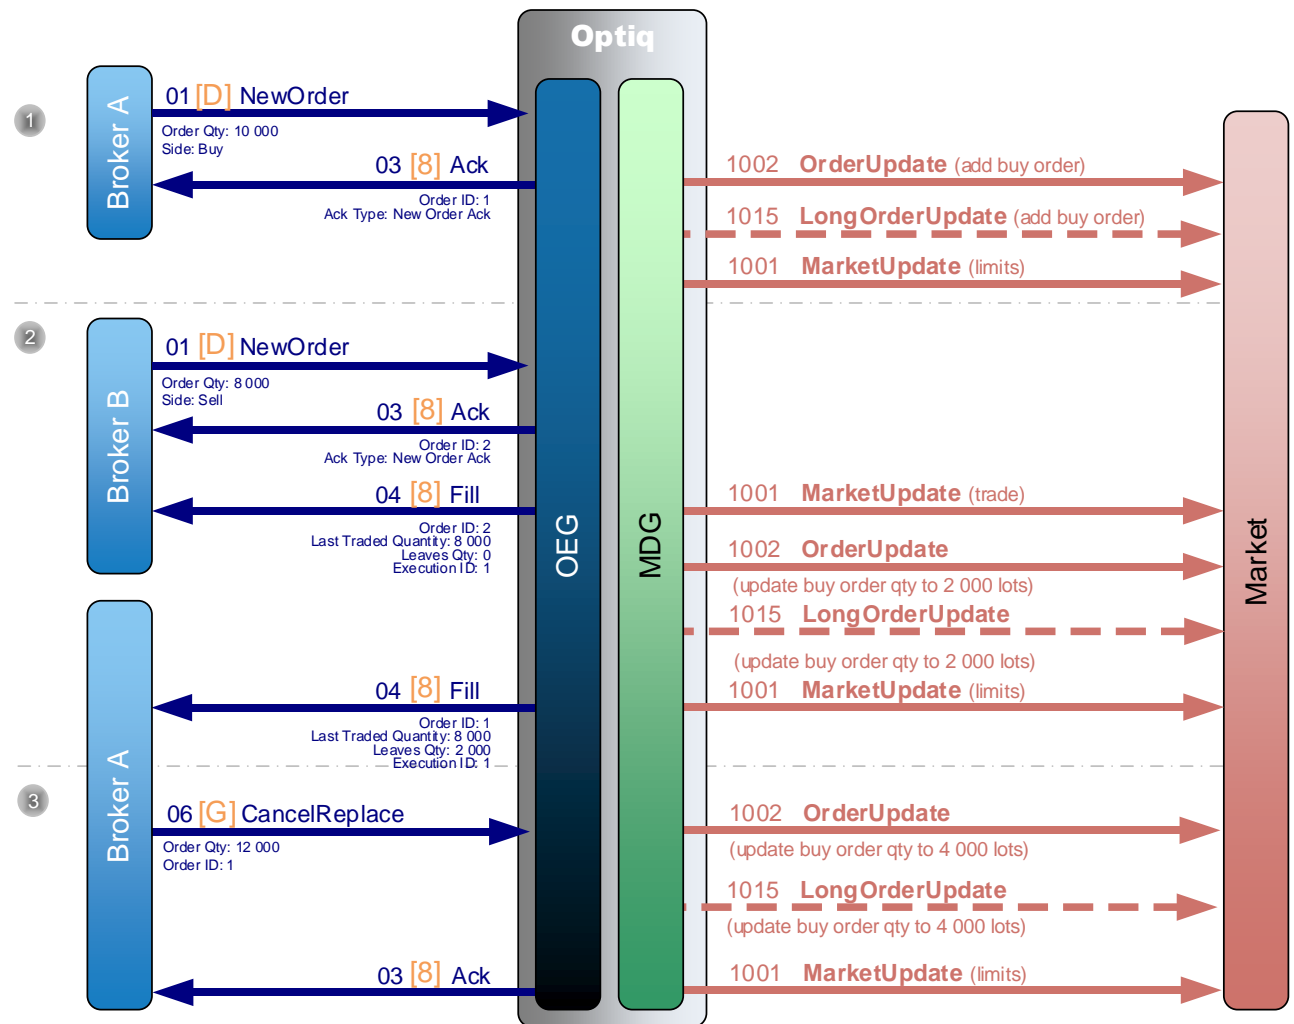 Optiq
1
Broker A
01 [D] NewOrder
Order Qty: 10 000
Side: Buy
03 [8] Ack
Order ID: 1
Ack Type: New Order Ack
1002 OrderUpdate (add buy order)
1015 LongOrderUpdate (add buy order)
1001 MarketUpdate (limits)
2
Broker B
01 [D] NewOrder
Order Qty: 8 000
Side: Sell
03 [8] Ack
Order ID: 2
Ack Type: New Order Ack
04 [8] Fill
Order ID: 2
Last Traded Quantity: 8 000
Leaves Qty: 0
Execution ID: 1
OEG
MDG
Market
1001 MarketUpdate (trade)
1002 OrderUpdate
(update buy order qty to 2 000 lots)
1015 LongOrderUpdate
(update buy order qty to 2 000 lots)
1001 MarketUpdate (limits)
Broker A
04 [8] Fill
Order ID: 1
Last Traded Quantity: 8 000
Leaves Qty: 2 000
Execution ID: 1
3
06 [G] CancelReplace
Order Qty: 12 000
Order ID: 1
03 [8] Ack
1002 OrderUpdate
(update buy order qty to 4 000 lots)
1015 LongOrderUpdate
(update buy order qty to 4 000 lots)
1001 MarketUpdate (limits)